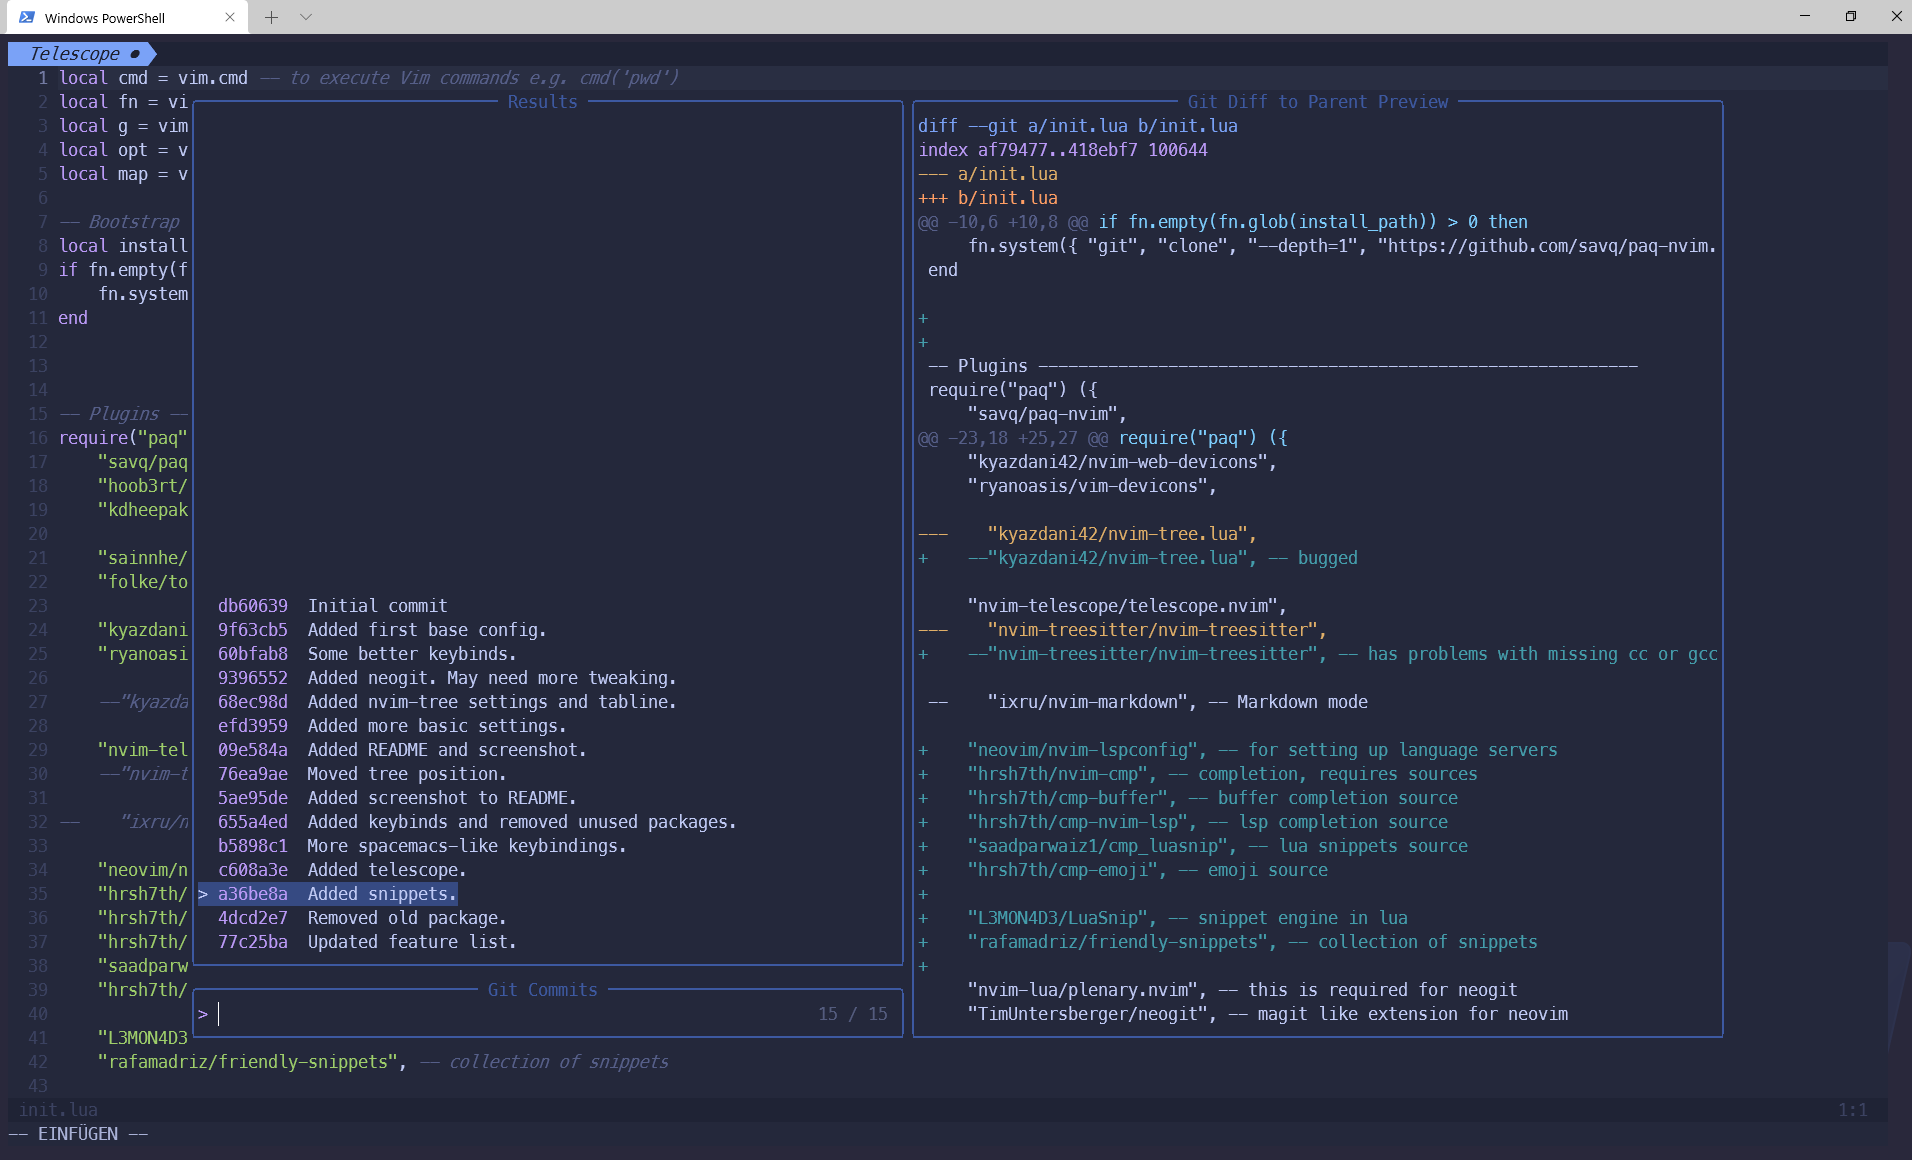 Windows PowerShell
Telescope ●
1 local cmd = vim.cmd -- to execute Vim commands e.g. cmd('pwd')
2 local fn = vi
3 local g = vim
4 local opt = v
5 local map = v
6
7 -- Bootstrap
8 local install
9 if fn.empty(f
10     fn.system
11 end
12
13
14
15 -- Plugins --
16 require("paq"
17     "savq/paq
18     "hoob3rt/
19     "kdheepak
20
21     "sainnhe/
22     "folke/to
23
24     "kyazdani
25     "ryanoasi
26
27     --"kyazda
28
29     "nvim-tel
30     --"nvim-t
31
32 --    "ixru/n
33
34     "neovim/n
35     "hrsh7th/
36     "hrsh7th/
37     "hrsh7th/
38     "saadparw
39     "hrsh7th/
40
41     "L3MON4D3
42     "rafamadriz/friendly-snippets", -- collection of snippets
43
Results
db60639  Initial commit
9f63cb5  Added first base config.
60bfab8  Some better keybinds.
9396552  Added neogit. May need more tweaking.
68ec98d  Added nvim-tree settings and tabline.
efd3959  Added more basic settings.
09e584a  Added README and screenshot.
76ea9ae  Moved tree position.
5ae95de  Added screenshot to README.
655a4ed  Added keybinds and removed unused packages.
b5898c1  More spacemacs-like keybindings.
c608a3e  Added telescope.
> a36be8a  Added snippets.
4dcd2e7  Removed old package.
77c25ba  Updated feature list.
Git Commits
> 15 / 15
Git Diff to Parent Preview
diff --git a/init.lua b/init.lua
index af79477..418ebf7 100644
--- a/init.lua
+++ b/init.lua
@@ -10,6 +10,8 @@ if fn.empty(fn.glob(install_path)) > 0 then
     fn.system({ "git", "clone", "--depth=1", "https://github.com/savq/paq-nvim.
 end
+
+
 -- Plugins ------------------------------------------------------------
 require("paq") ({
     "savq/paq-nvim",
@@ -23,18 +25,27 @@ require("paq") ({
     "kyazdani42/nvim-web-devicons",
     "ryanoasis/vim-devicons",
---    "kyazdani42/nvim-tree.lua",
+    --"kyazdani42/nvim-tree.lua", -- bugged
     "nvim-telescope/telescope.nvim",
---    "nvim-treesitter/nvim-treesitter",
+    --"nvim-treesitter/nvim-treesitter", -- has problems with missing cc or gcc
 --    "ixru/nvim-markdown", -- Markdown mode
+    "neovim/nvim-lspconfig", -- for setting up language servers
+    "hrsh7th/nvim-cmp", -- completion, requires sources
+    "hrsh7th/cmp-buffer", -- buffer completion source
+    "hrsh7th/cmp-nvim-lsp", -- lsp completion source
+    "saadparwaiz1/cmp_luasnip", -- lua snippets source
+    "hrsh7th/cmp-emoji", -- emoji source
+
+    "L3MON4D3/LuaSnip", -- snippet engine in lua
+    "rafamadriz/friendly-snippets", -- collection of snippets
+
     "nvim-lua/plenary.nvim", -- this is required for neogit
     "TimUntersberger/neogit", -- magit like extension for neovim
init.lua 1:1
-- EINFÜGEN --